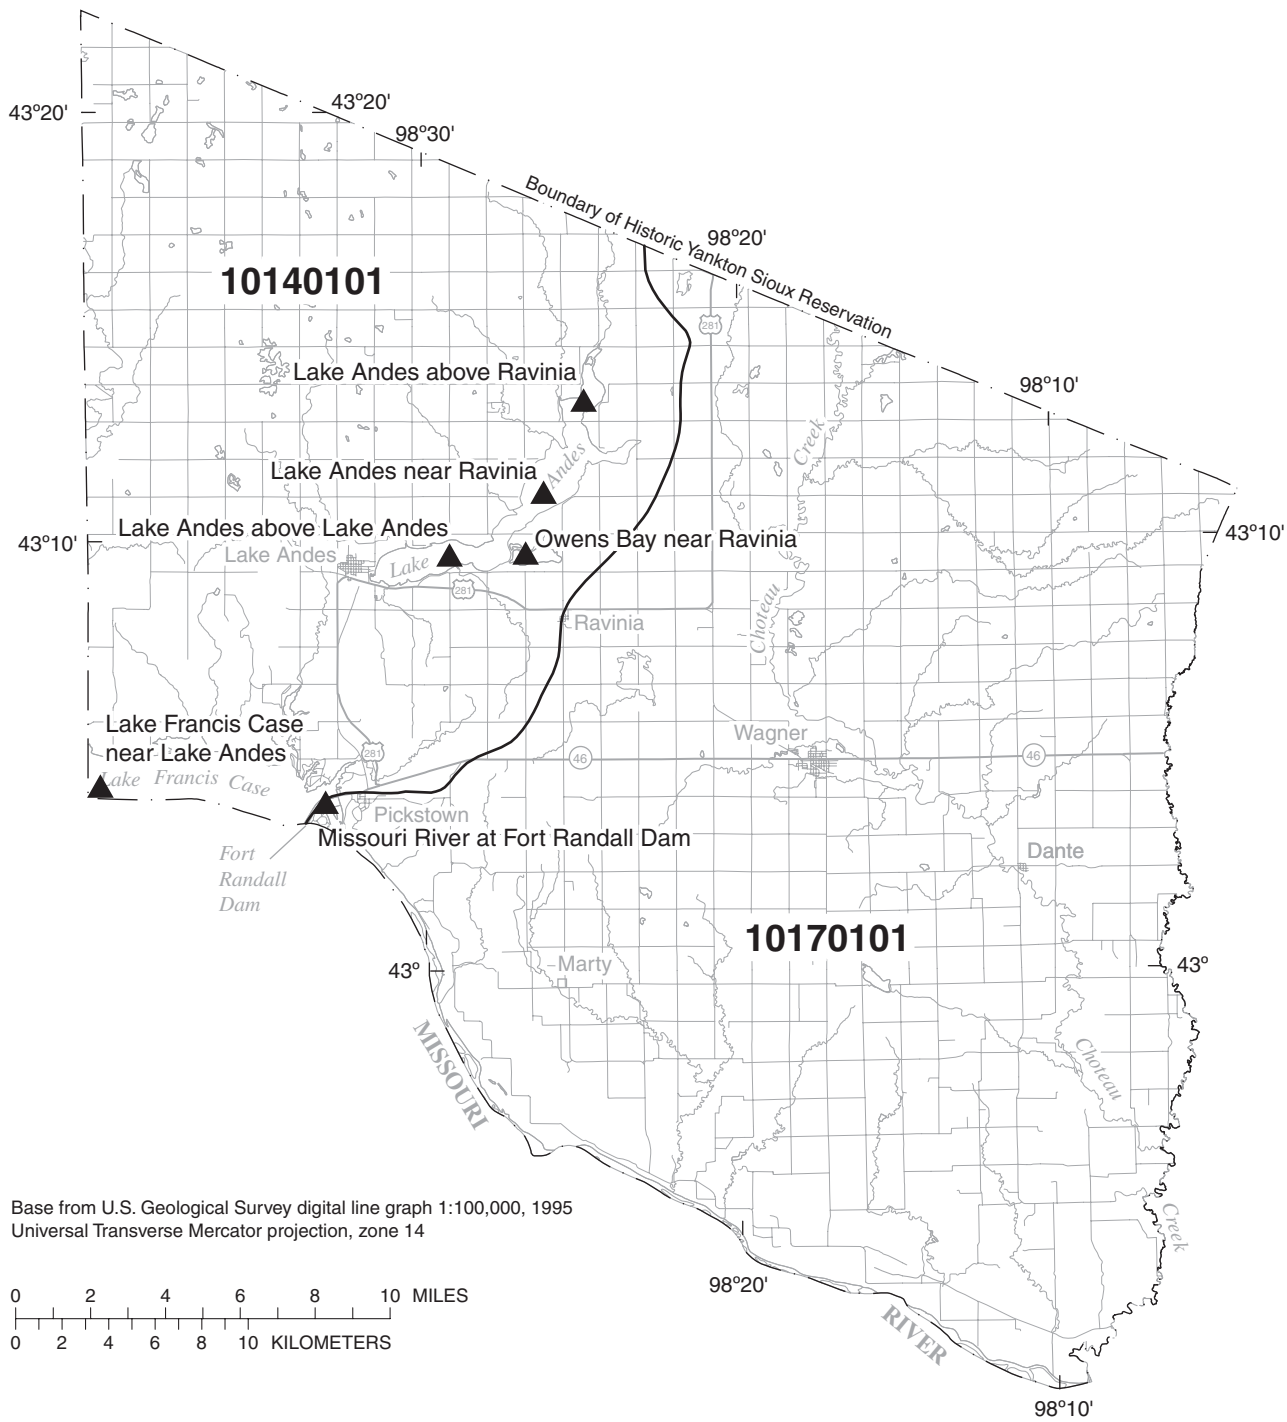 43°20'
43°20'
98°30'
Boundary of Historic Yankton Sioux Reservation
98°20'
10140101
281
Lake Andes above Ravinia
98°10'
Creek
Andes
Lake Andes near Ravinia
Lake Andes above Lake Andes
Owens Bay near Ravinia
43°10'
43°10'
Lake Andes
Lake
281
Choteau
Ravinia
Lake Francis Case
near Lake Andes
Wagner
281
46
46
Lake Francis Case
Pickstown
Missouri River at Fort Randall Dam
Fort
Randall
Dam
Dante
10170101
Marty
43°
43°
MISSOURI
Choteau
Creek
Base from U.S. Geological Survey digital line graph 1:100,000, 1995
Universal Transverse Mercator projection, zone 14
98°20'
0 2 4 6 8 10 MILES
0 2 4 6 8 10 KILOMETERS
RIVER
98°10'